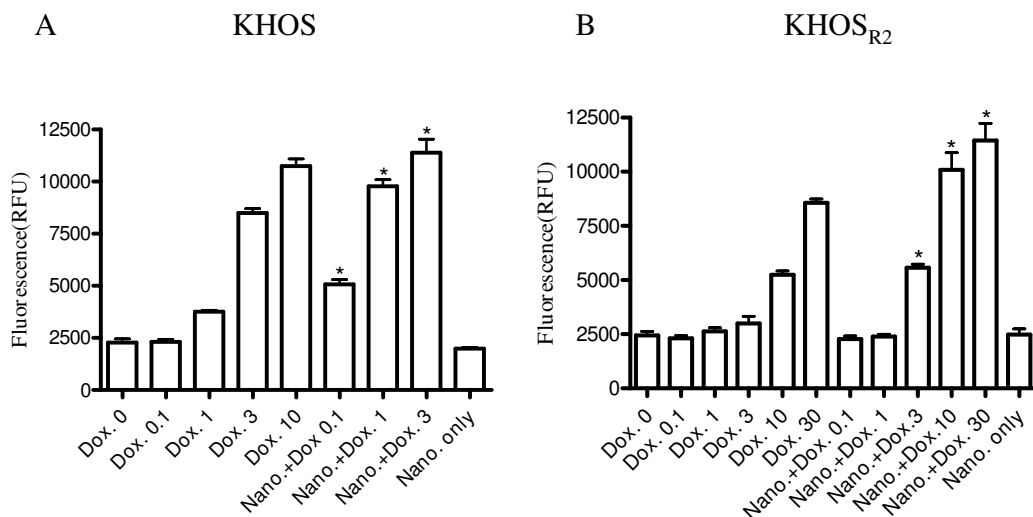 A
KHOS
Fluorescence(RFU)
12500
10000
7500
5000
2500
0
*
*
*
Dox. 0
Dox. 0.1
Dox. 1
Dox. 3
Dox. 10
Nano.+Dox 0.1
Nano.+Dox. 1
Nano.+Dox. 3
Nano. only
B
KHOS_R2
Fluorescence(RFU)
12500
10000
7500
5000
2500
0
*
*
*
Dox. 0
Dox. 0.1
Dox. 1
Dox. 3
Dox. 10
Dox. 30
Nano.+Dox. 0.1
Nano.+Dox. 1
Nano.+Dox.3
Nano.+Dox.10
Nano.+Dox. 30
Nano. only